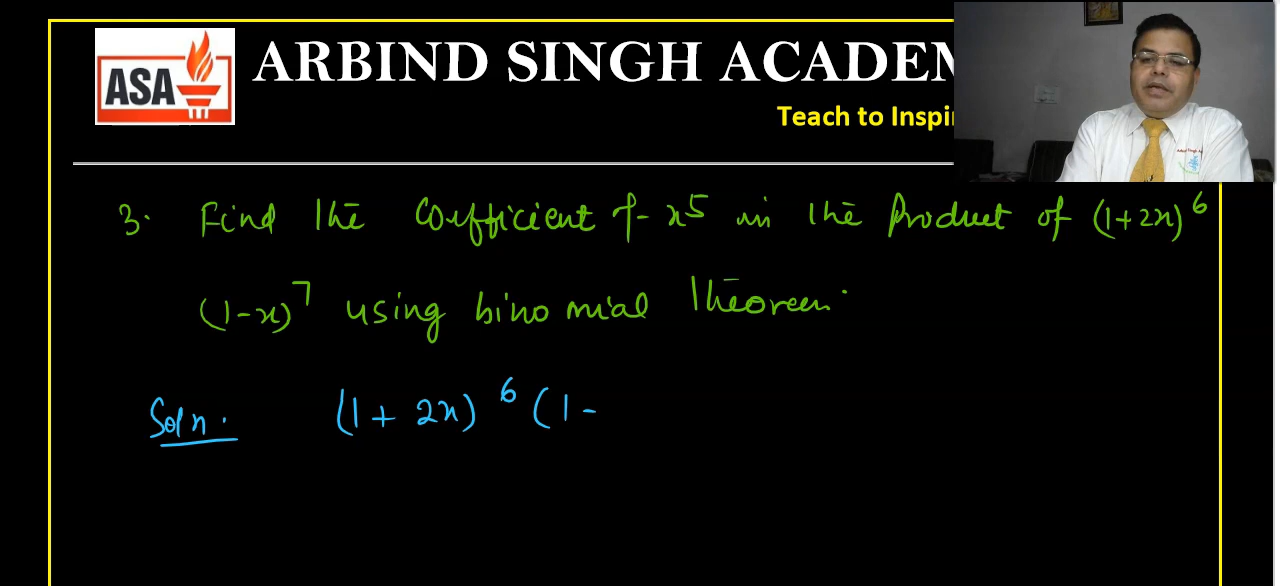 ASA
ARBIND SINGH ACADEM
Teach to Inspi
3. Find the coefficient of x⁵ in the Product of (1+2x)⁶
(1-x)⁷ using binomial Theorem.
Soln. (1 + 2x)⁶ (1 -